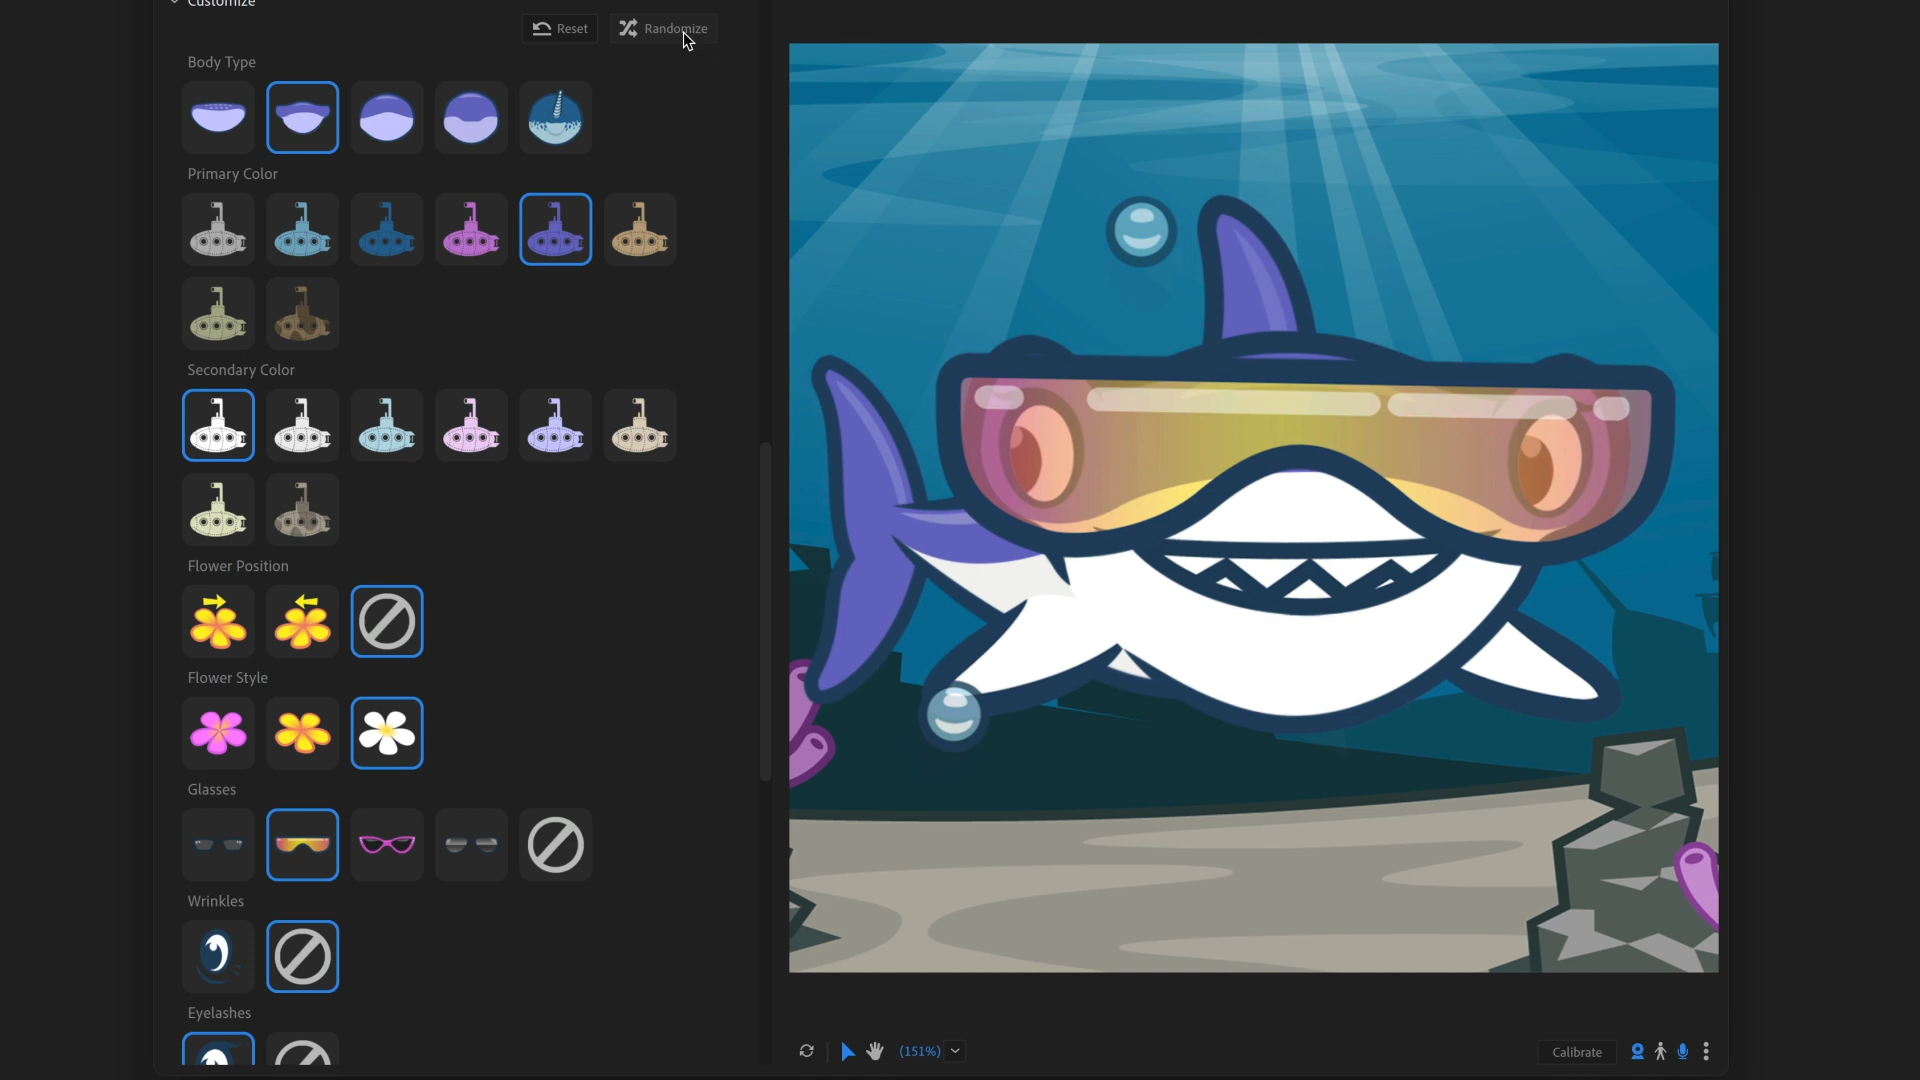 Customize
Reset
Randomize
Body Type
Primary Color
Secondary Color
Flower Position
Flower Style
Glasses
Wrinkles
Eyelashes
(151%)
Calibrate